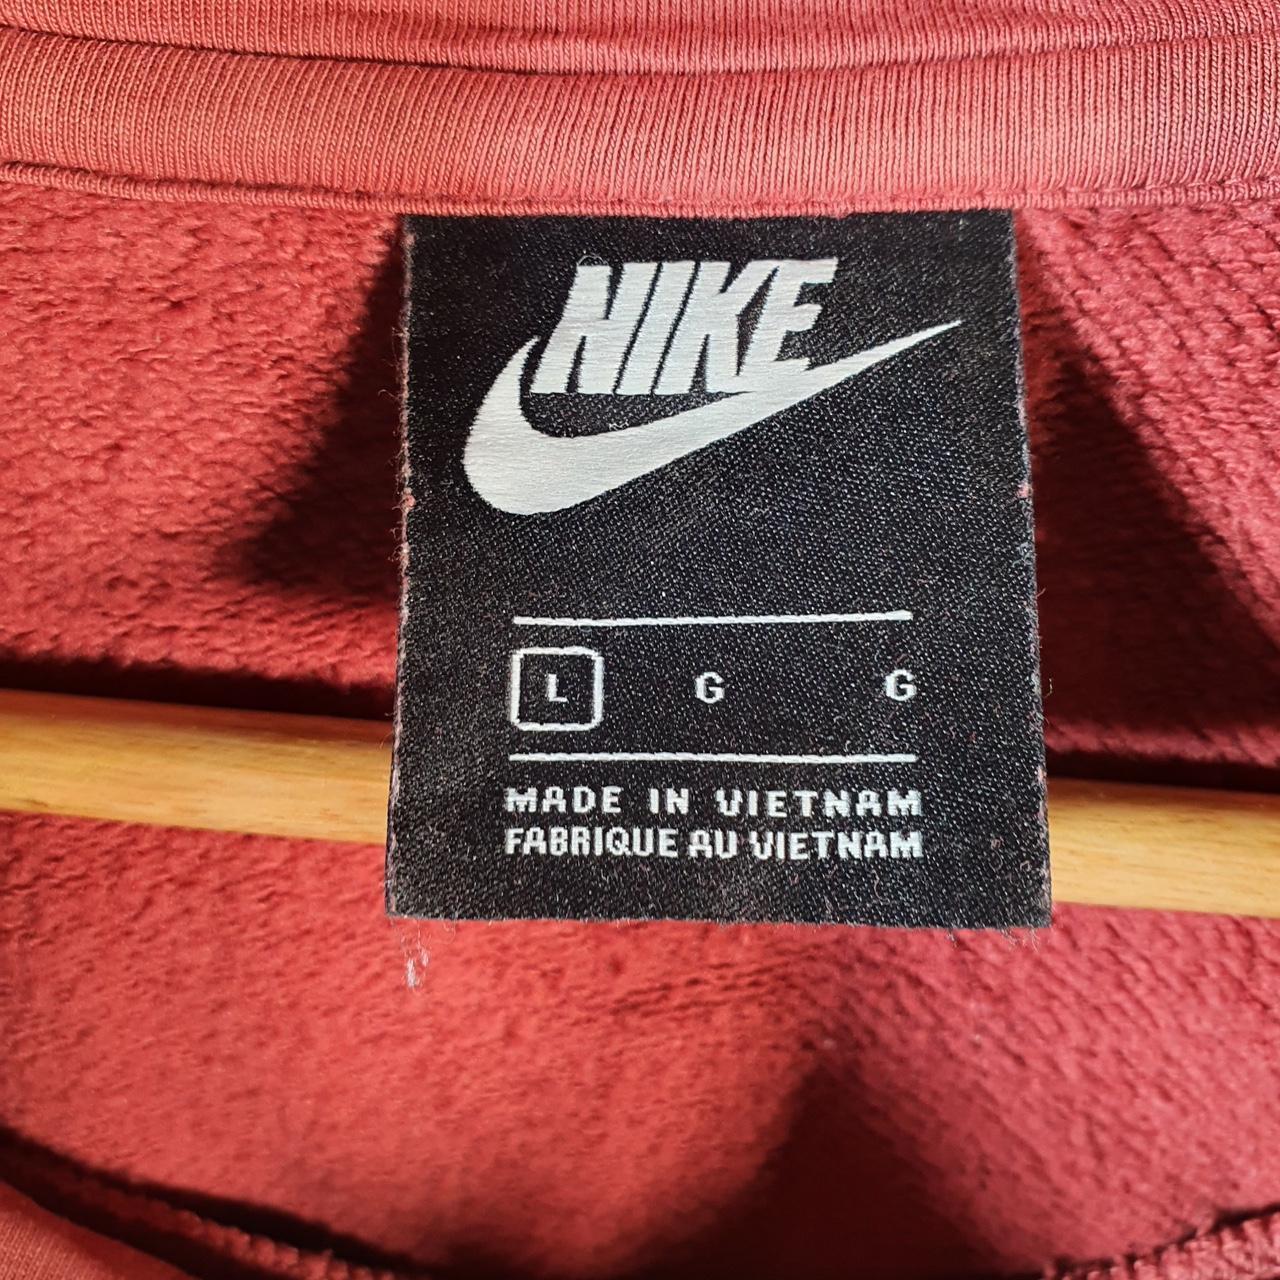 NIKE
L G G
MADE IN VIETNAM
FABRIQUE AU VIETNAM